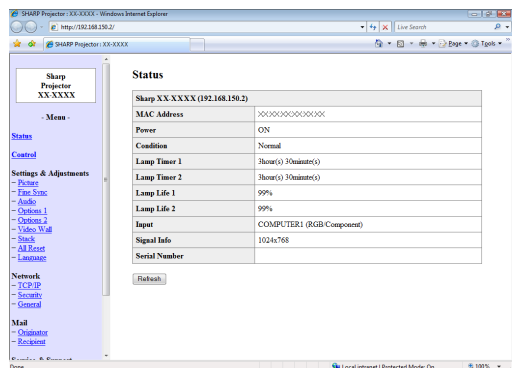 SHARP Projector : XX-XXXX - Windows Internet Explorer
http://192.168.150.2/
Live Search
SHARP Projector : XX-XXXX
Page
Tools
Sharp
Projector
XX-XXXX
- Menu -
Status
Control
Settings & Adjustments
– Picture
– Fine Sync
– Audio
– Options 1
– Options 2
– Video Wall
– Stack
– All Reset
– Language
Network
– TCP/IP
– Security
– General
Mail
– Originator
– Recipient
Service & Support
Status
Sharp XX-XXXX (192.168.150.2)
MAC Address XXXXXXXXXXXX
Power ON
Condition Normal
Lamp Timer 1 3hour(s) 30minute(s)
Lamp Timer 2 3hour(s) 30minute(s)
Lamp Life 1 99%
Lamp Life 2 99%
Input COMPUTER1 (RGB/Component)
Signal Info 1024x768
Serial Number
Refresh
Done
Local intranet | Protected Mode: On
100%